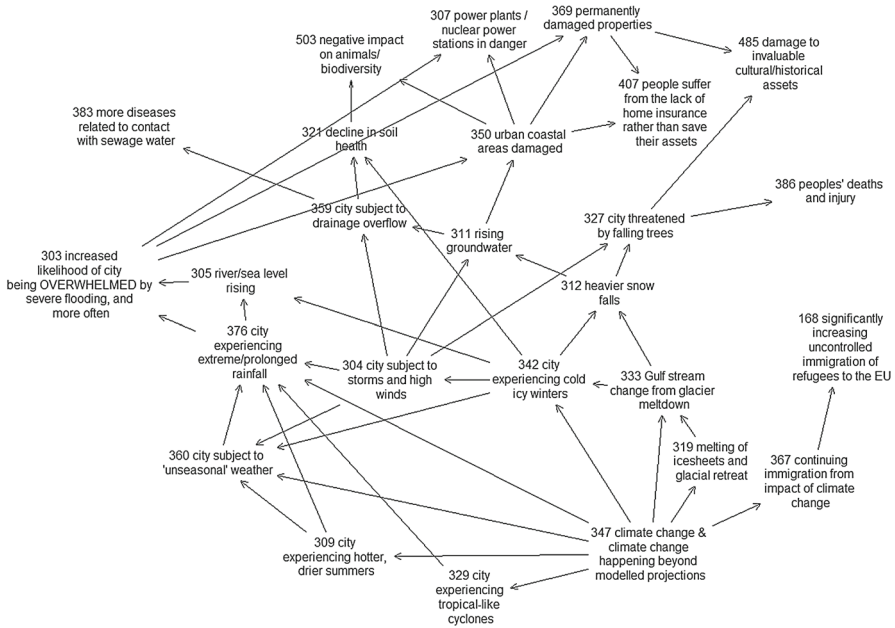 307 power plants /
nuclear power
stations in danger
369 permanently
damaged properties
503 negative impact
on animals/
biodiversity
485 damage to
invaluable
cultural/historical
assets
407 people suffer
from the lack of
home insurance
rather than save
their assets
383 more diseases
related to contact
with sewage water
321 decline in soil
health
350 urban coastal
areas damaged
386 peoples' deaths
and injury
359 city subject to
drainage overflow
327 city threatened
by falling trees
311 rising
groundwater
303 increased
likelihood of city
being OVERWHELMED by
severe flooding, and
more often
305 river/sea level
rising
312 heavier snow
falls
168 significantly
increasing
uncontrolled
immigration of
refugees to the EU
376 city
experiencing
extreme/prolonged
rainfall
304 city subject to
storms and high
winds
342 city
experiencing cold
icy winters
333 Gulf stream
change from glacier
meltdown
360 city subject to
'unseasonal' weather
319 melting of
icesheets and
glacial retreat
367 continuing
immigration from
impact of climate
change
309 city
experiencing hotter,
drier summers
347 climate change &
climate change
happening beyond
modelled projections
329 city
experiencing
tropical-like
cyclones